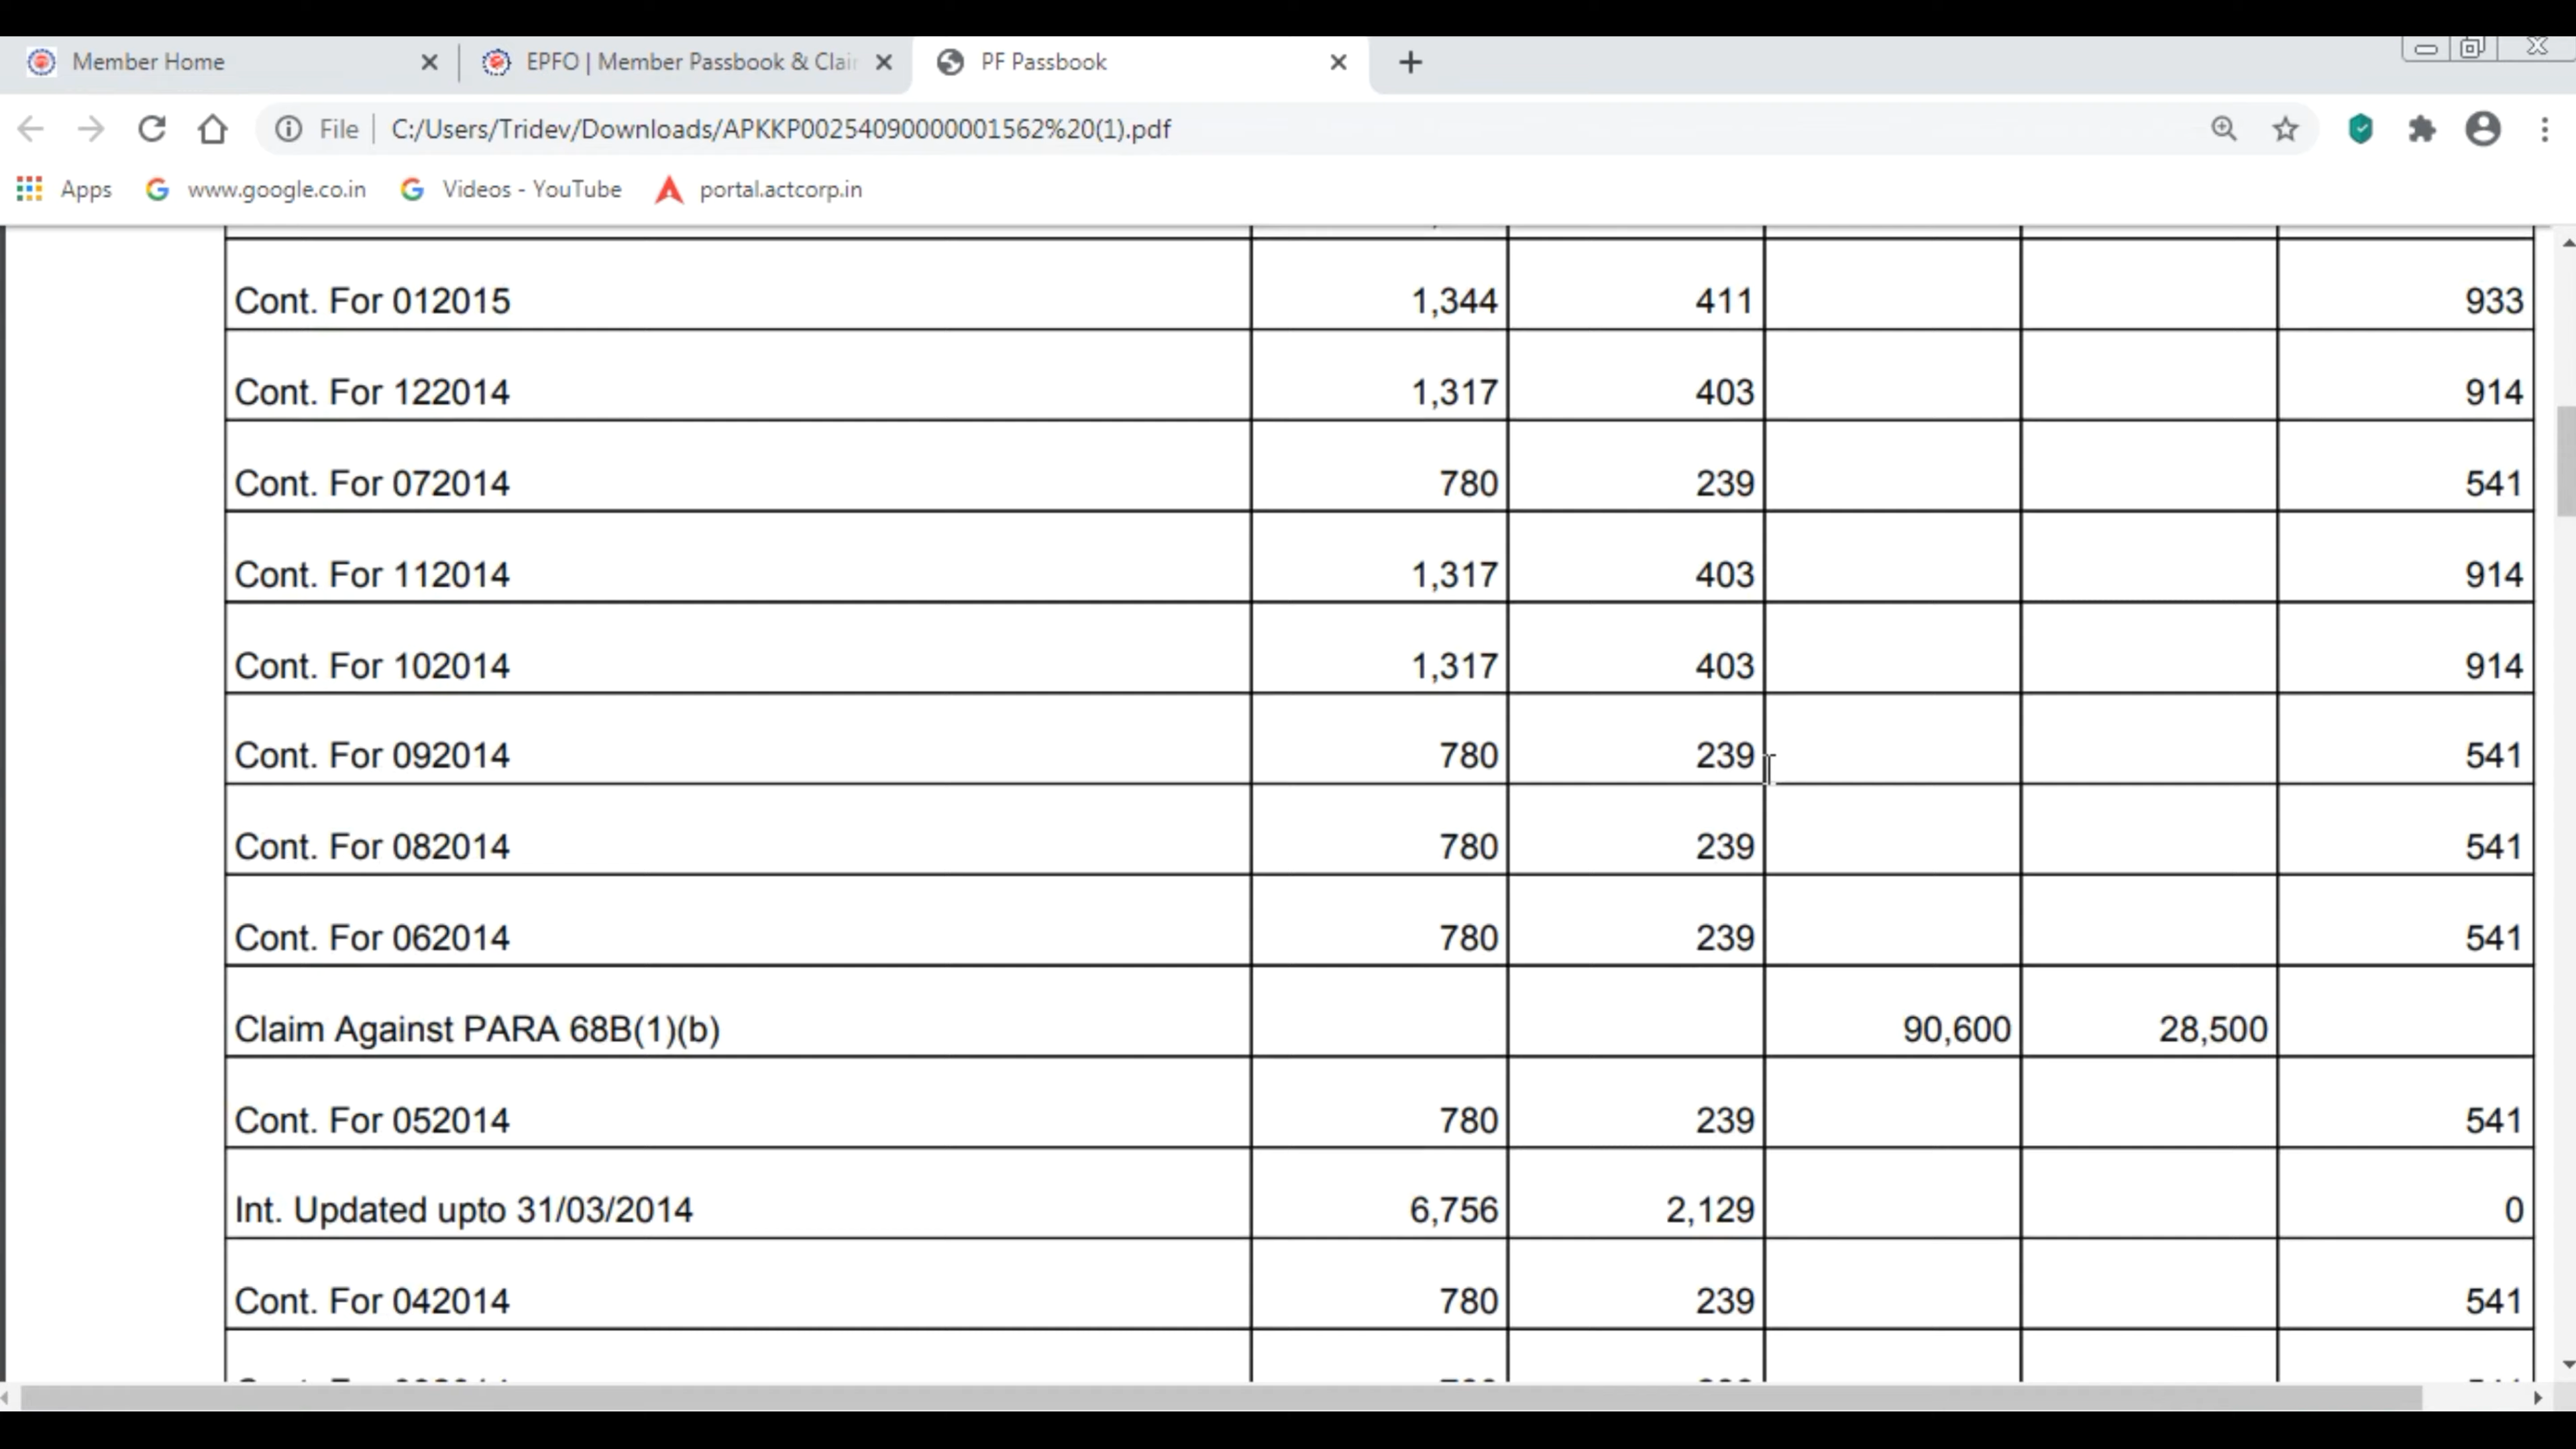 Member Home
EPFO | Member Passbook & Clai
PF Passbook
File C:/Users/Tridev/Downloads/APKKP00254090000001562%20(1).pdf
Apps www.google.co.in Videos - YouTube portal.actcorp.in
Cont. For 012015 1,344 411 933
Cont. For 122014 1,317 403 914
Cont. For 072014 780 239 541
Cont. For 112014 1,317 403 914
Cont. For 102014 1,317 403 914
Cont. For 092014 780 239 541
Cont. For 082014 780 239 541
Cont. For 062014 780 239 541
Claim Against PARA 68B(1)(b) 90,600 28,500
Cont. For 052014 780 239 541
Int. Updated upto 31/03/2014 6,756 2,129 0
Cont. For 042014 780 239 541